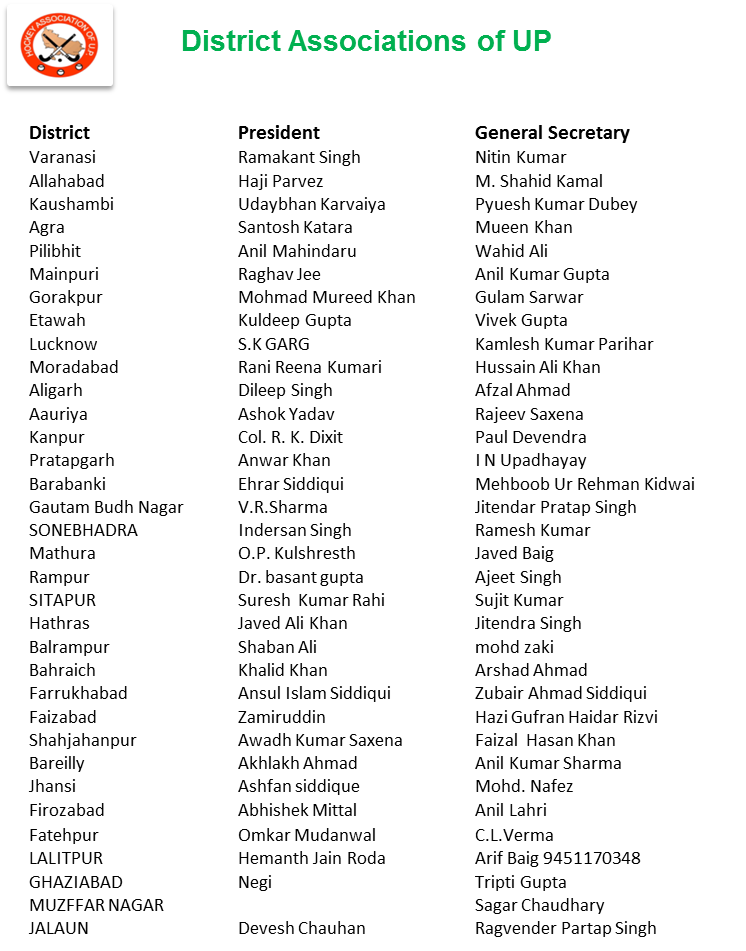 HOCKEY ASSOCIATION OF U.P
District Associations of UP
District President General Secretary
Varanasi Ramakant Singh Nitin Kumar
Allahabad Haji Parvez M. Shahid Kamal
Kaushambi Udaybhan Karvaiya Pyuesh Kumar Dubey
Agra Santosh Katara Mueen Khan
Pilibhit Anil Mahindaru Wahid Ali
Mainpuri Raghav Jee Anil Kumar Gupta
Gorakpur Mohmad Mureed Khan Gulam Sarwar
Etawah Kuldeep Gupta Vivek Gupta
Lucknow S.K GARG Kamlesh Kumar Parihar
Moradabad Rani Reena Kumari Hussain Ali Khan
Aligarh Dileep Singh Afzal Ahmad
Aauriya Ashok Yadav Rajeev Saxena
Kanpur Col. R. K. Dixit Paul Devendra
Pratapgarh Anwar Khan I N Upadhayay
Barabanki Ehrar Siddiqui Mehboob Ur Rehman Kidwai
Gautam Budh Nagar V.R.Sharma Jitendar Pratap Singh
SONEBHADRA Indersan Singh Ramesh Kumar
Mathura O.P. Kulshresth Javed Baig
Rampur Dr. basant gupta Ajeet Singh
SITAPUR Suresh Kumar Rahi Sujit Kumar
Hathras Javed Ali Khan Jitendra Singh
Balrampur Shaban Ali mohd zaki
Bahraich Khalid Khan Arshad Ahmad
Farrukhabad Ansul Islam Siddiqui Zubair Ahmad Siddiqui
Faizabad Zamiruddin Hazi Gufran Haidar Rizvi
Shahjahanpur Awadh Kumar Saxena Faizal Hasan Khan
Bareilly Akhlakh Ahmad Anil Kumar Sharma
Jhansi Ashfan siddique Mohd. Nafez
Firozabad Abhishek Mittal Anil Lahri
Fatehpur Omkar Mudanwal C.L.Verma
LALITPUR Hemanth Jain Roda Arif Baig 9451170348
GHAZIABAD Negi Tripti Gupta
MUZFFAR NAGAR Sagar Chaudhary
JALAUN Devesh Chauhan Ragvender Partap Singh